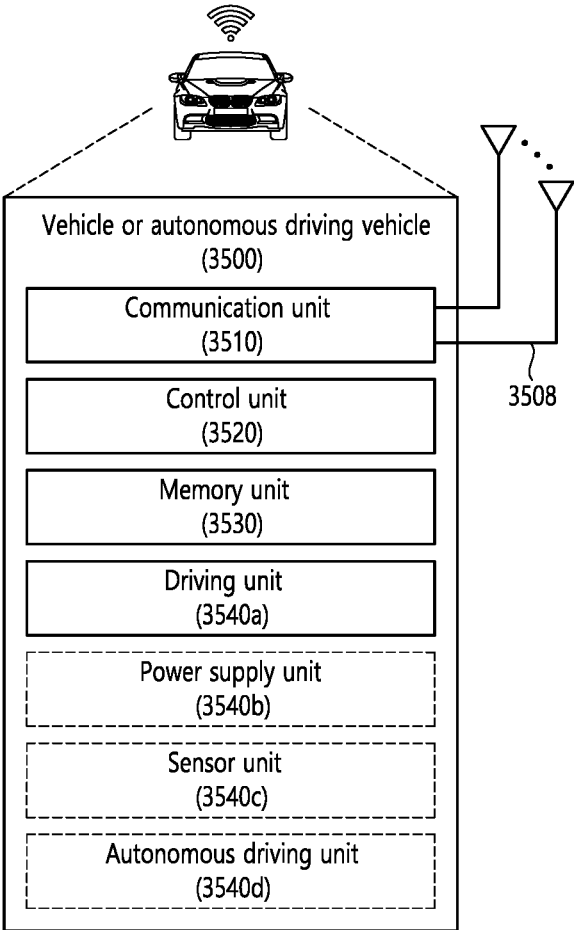 Vehicle or autonomous driving vehicle
(3500)
Communication unit
(3510)
3508
Control unit
(3520)
Memory unit
(3530)
Driving unit
(3540a)
Power supply unit
(3540b)
Sensor unit
(3540c)
Autonomous driving unit
(3540d)